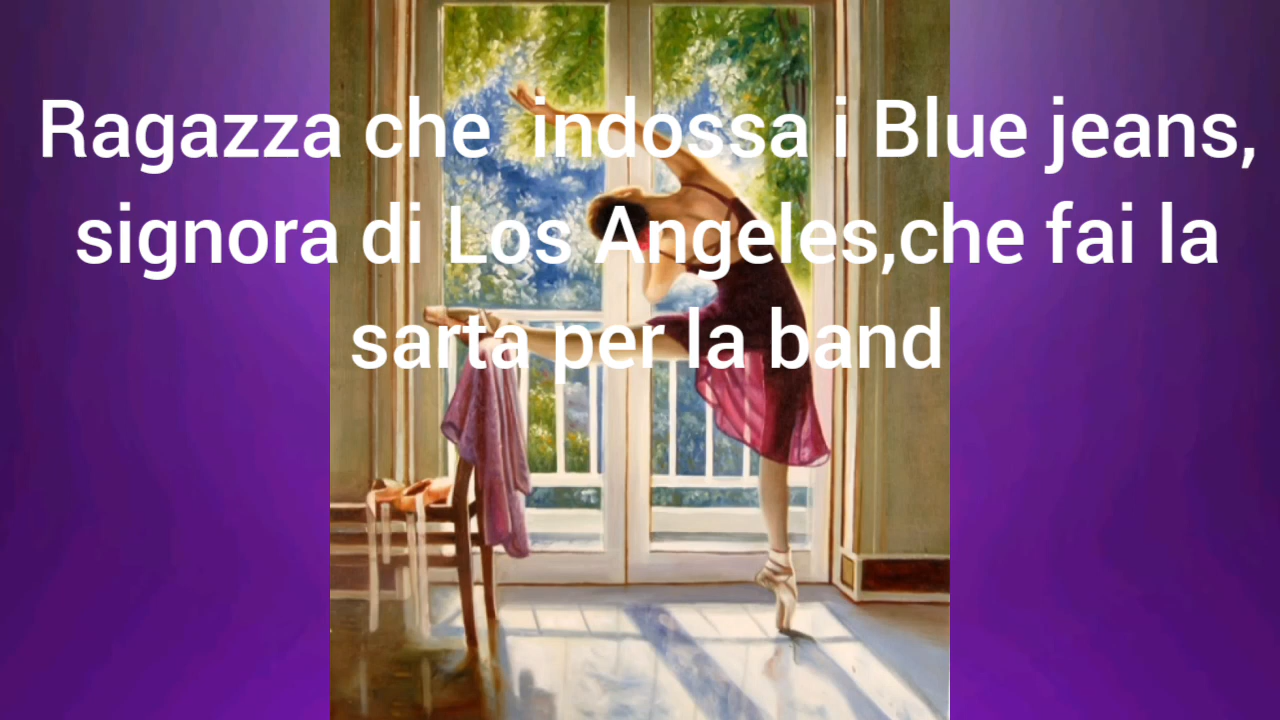 Ragazza che  indossa i Blue jeans,
signora di Los Angeles,che fai la
sarta per la band